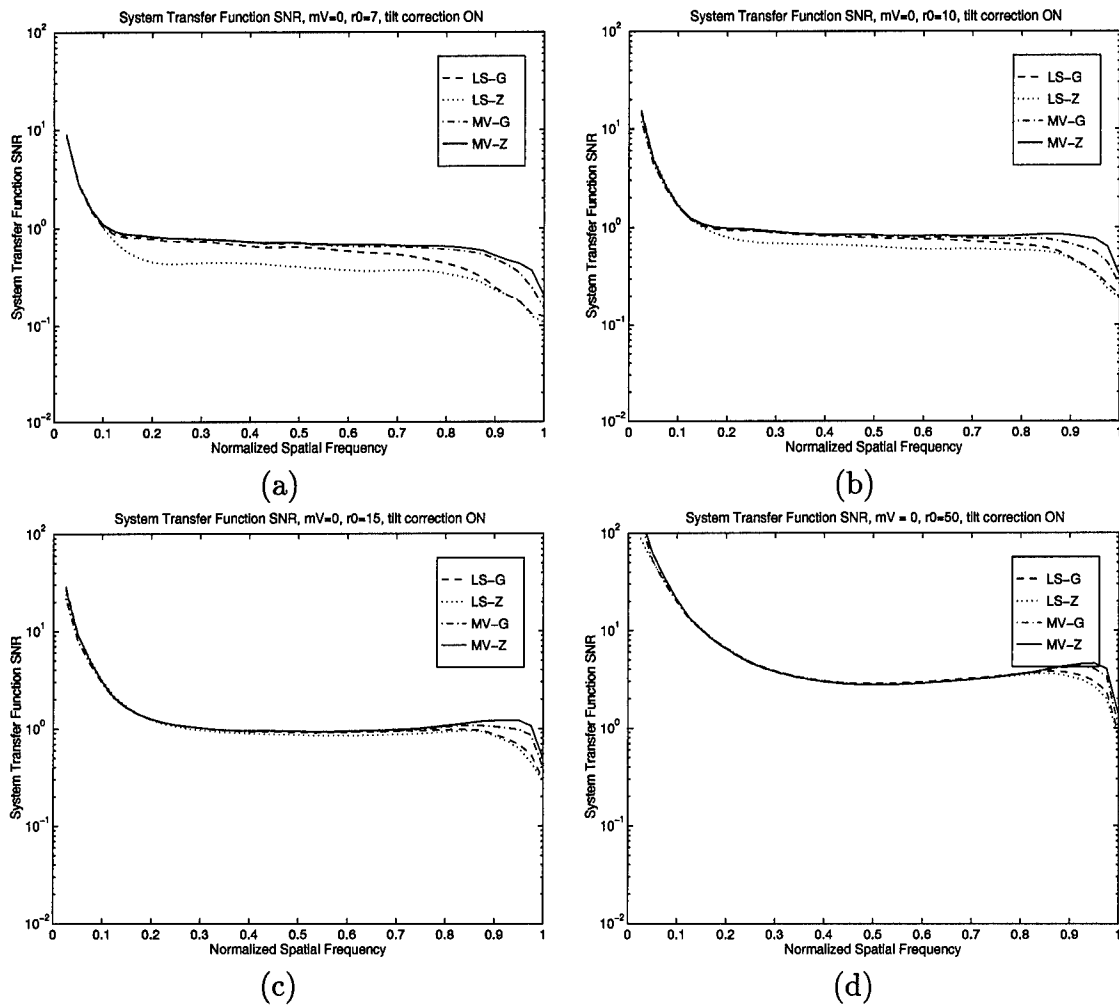 System Transfer Function SNR, mV=0, r0=7, tilt correction ON
10^2
10^1
10^0
10^-1
10^-2
System Transfer Function SNR
LS-G
LS-Z
MV-G
MV-Z
0 0.1 0.2 0.3 0.4 0.5 0.6 0.7 0.8 0.9 1
Normalized Spatial Frequency
(a)
System Transfer Function SNR, mV=0, r0=10, tilt correction ON
10^2
10^1
10^0
10^-1
10^-2
System Transfer Function SNR
LS-G
LS-Z
MV-G
MV-Z
0 0.1 0.2 0.3 0.4 0.5 0.6 0.7 0.8 0.9 1
Normalized Spatial Frequency
(b)
System Transfer Function SNR, mV=0, r0=15, tilt correction ON
10^2
10^1
10^0
10^-1
10^-2
System Transfer Function SNR
LS-G
LS-Z
MV-G
MV-Z
0 0.1 0.2 0.3 0.4 0.5 0.6 0.7 0.8 0.9 1
Normalized Spatial Frequency
(c)
System Transfer Function SNR, mV = 0, r0=50, tilt correction ON
10^2
10^1
10^0
10^-1
10^-2
System Transfer Function SNR
LS-G
LS-Z
MV-G
MV-Z
0 0.1 0.2 0.3 0.4 0.5 0.6 0.7 0.8 0.9 1
Normalized Spatial Frequency
(d)